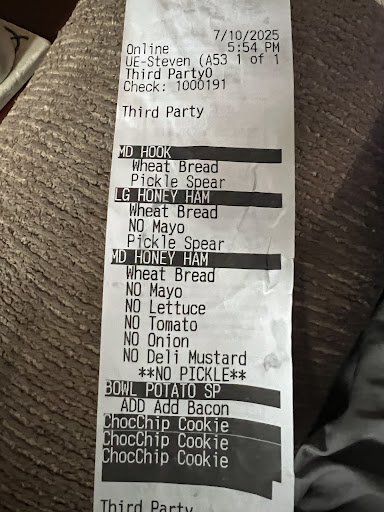 7/10/2025
Online 5:54 PM
UE-Steven (A53 1 of 1
Third Party0
Check: 1000191
Third Party
MD HOOK
Wheat Bread
Pickle Spear
LG HONEY HAM
Wheat Bread
NO Mayo
Pickle Spear
MD HONEY HAM
Wheat Bread
NO Mayo
NO Lettuce
NO Tomato
NO Onion
NO Deli Mustard
**NO PICKLE**
BOWL POTATO SP
ADD Add Bacon
ChocChip Cookie
ChocChip Cookie
ChocChip Cookie
Third Party